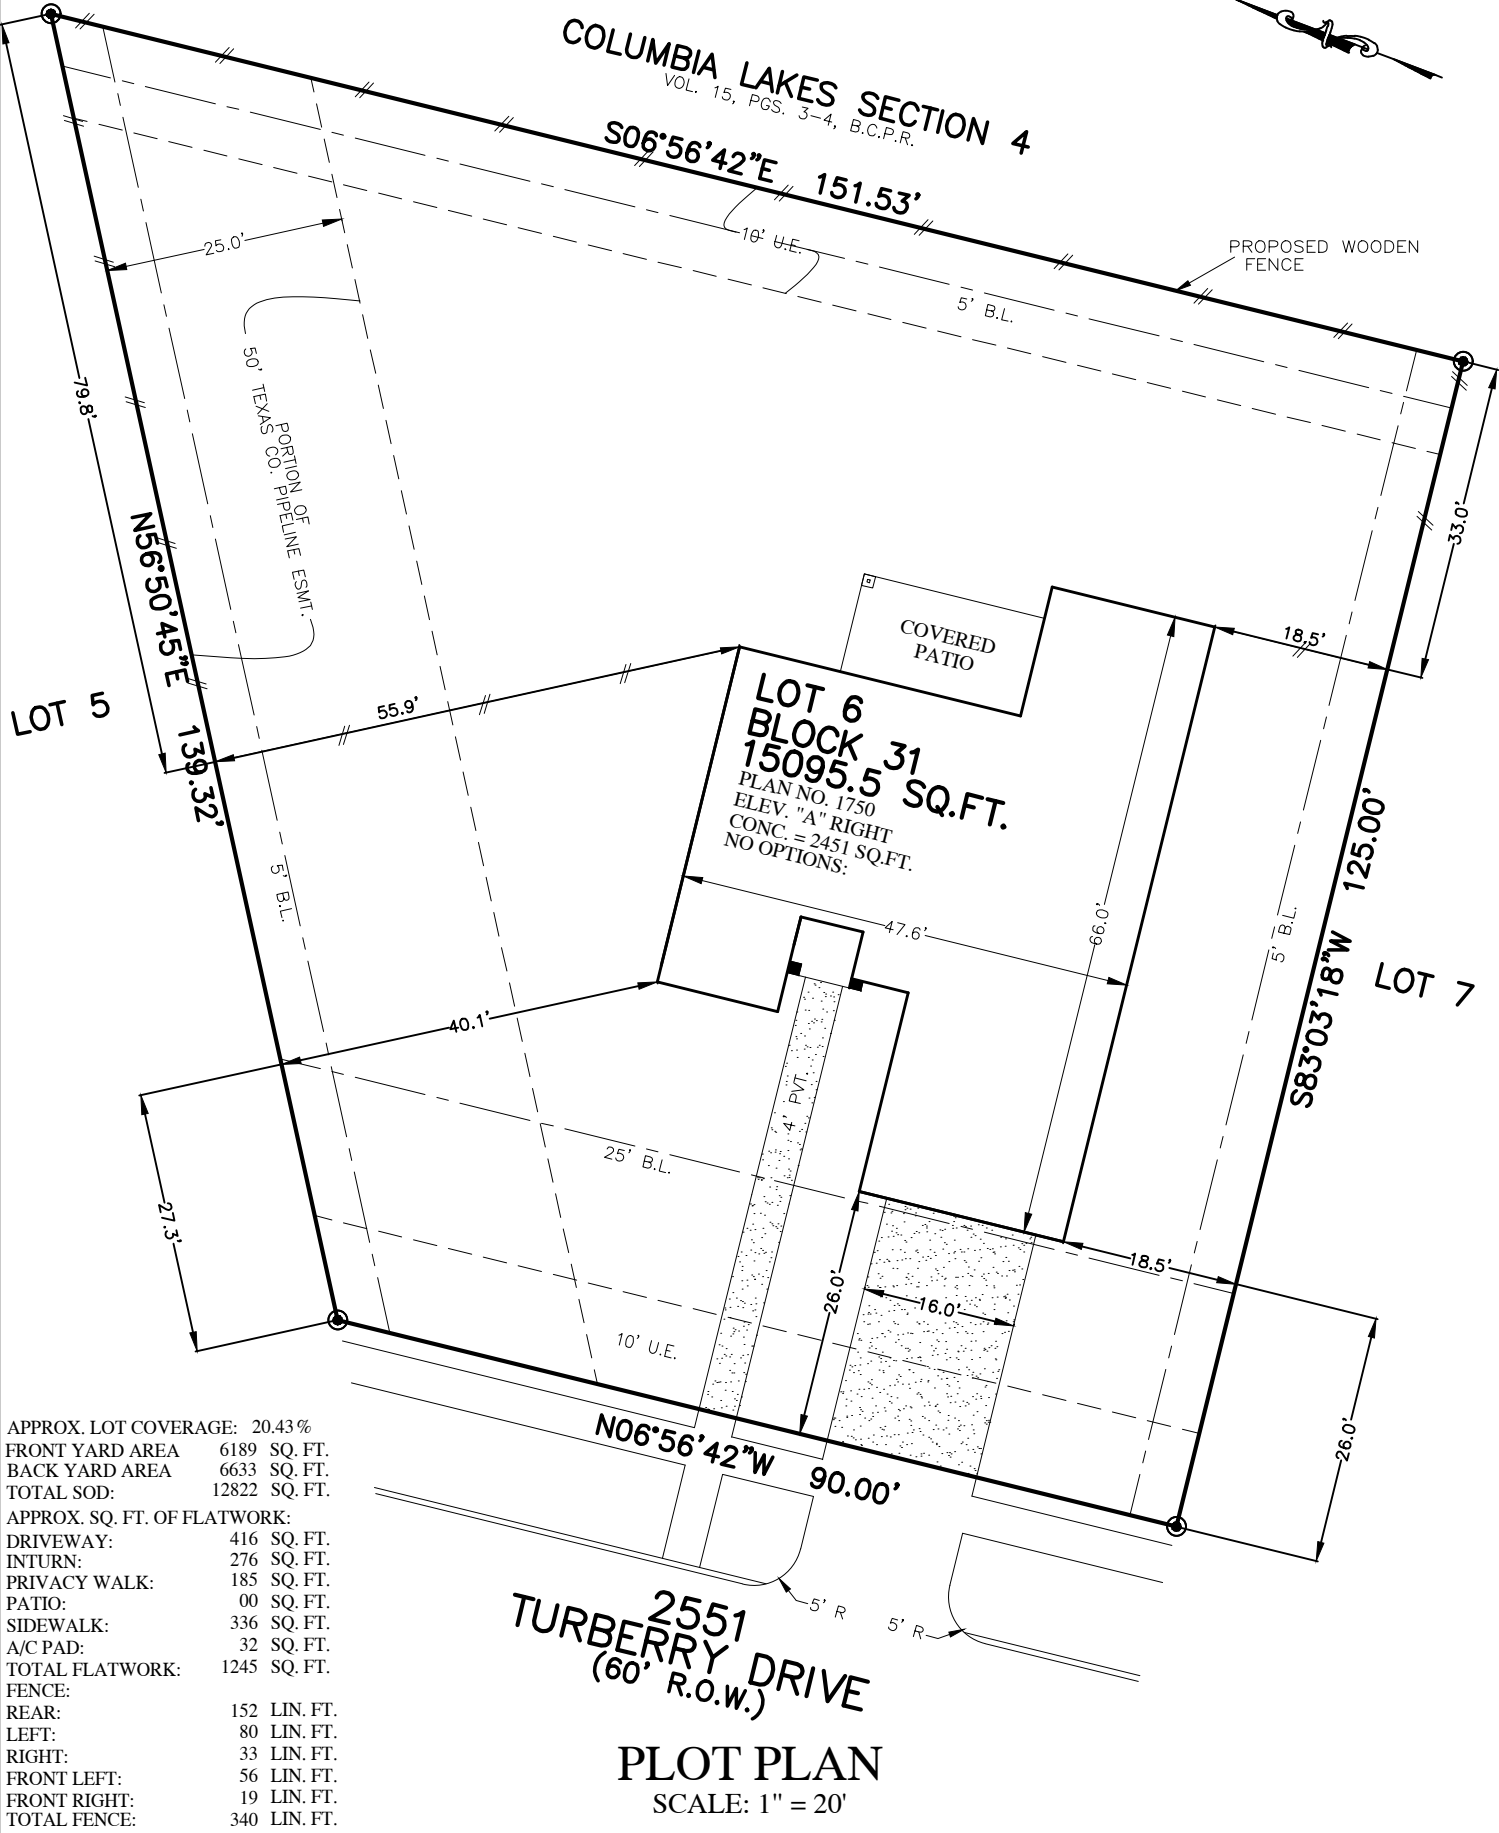 COLUMBIA LAKES SECTION 4
VOL. 15, PGS. 3-4, B.C.P.R.
S06°56'42"E 151.53'
PROPOSED WOODEN
FENCE
10' U.E.
5' B.L.
25.0'
79.8'
50' TEXAS CO. PIPELINE ESMT.
PORTION OF
N56°50'45"E 139.32'
33.0'
18.5'
COVERED
PATIO
LOT 5
55.9'
LOT 6
BLOCK 31
15095.5 SQ.FT.
PLAN NO. 1750
ELEV. "A" RIGHT
CONC. = 2451 SQ.FT.
NO OPTIONS:
47.6'
66.0'
5' B.L.
5' B.L.
S83°03'18"W 125.00'
LOT 7
40.1'
4' PVT.
25' B.L.
27.3'
26.0'
16.0'
18.5'
10' U.E.
26.0'
N06°56'42"W 90.00'
5' R
5' R
2551
TURBERRY DRIVE
(60' R.O.W.)
APPROX. LOT COVERAGE: 20.43%
FRONT YARD AREA 6189 SQ. FT.
BACK YARD AREA 6633 SQ. FT.
TOTAL SOD: 12822 SQ. FT.
APPROX. SQ. FT. OF FLATWORK:
DRIVEWAY: 416 SQ. FT.
INTURN: 276 SQ. FT.
PRIVACY WALK: 185 SQ. FT.
PATIO: 00 SQ. FT.
SIDEWALK: 336 SQ. FT.
A/C PAD: 32 SQ. FT.
TOTAL FLATWORK: 1245 SQ. FT.
FENCE:
REAR: 152 LIN. FT.
LEFT: 80 LIN. FT.
RIGHT: 33 LIN. FT.
FRONT LEFT: 56 LIN. FT.
FRONT RIGHT: 19 LIN. FT.
TOTAL FENCE: 340 LIN. FT.
PLOT PLAN
SCALE: 1" = 20'